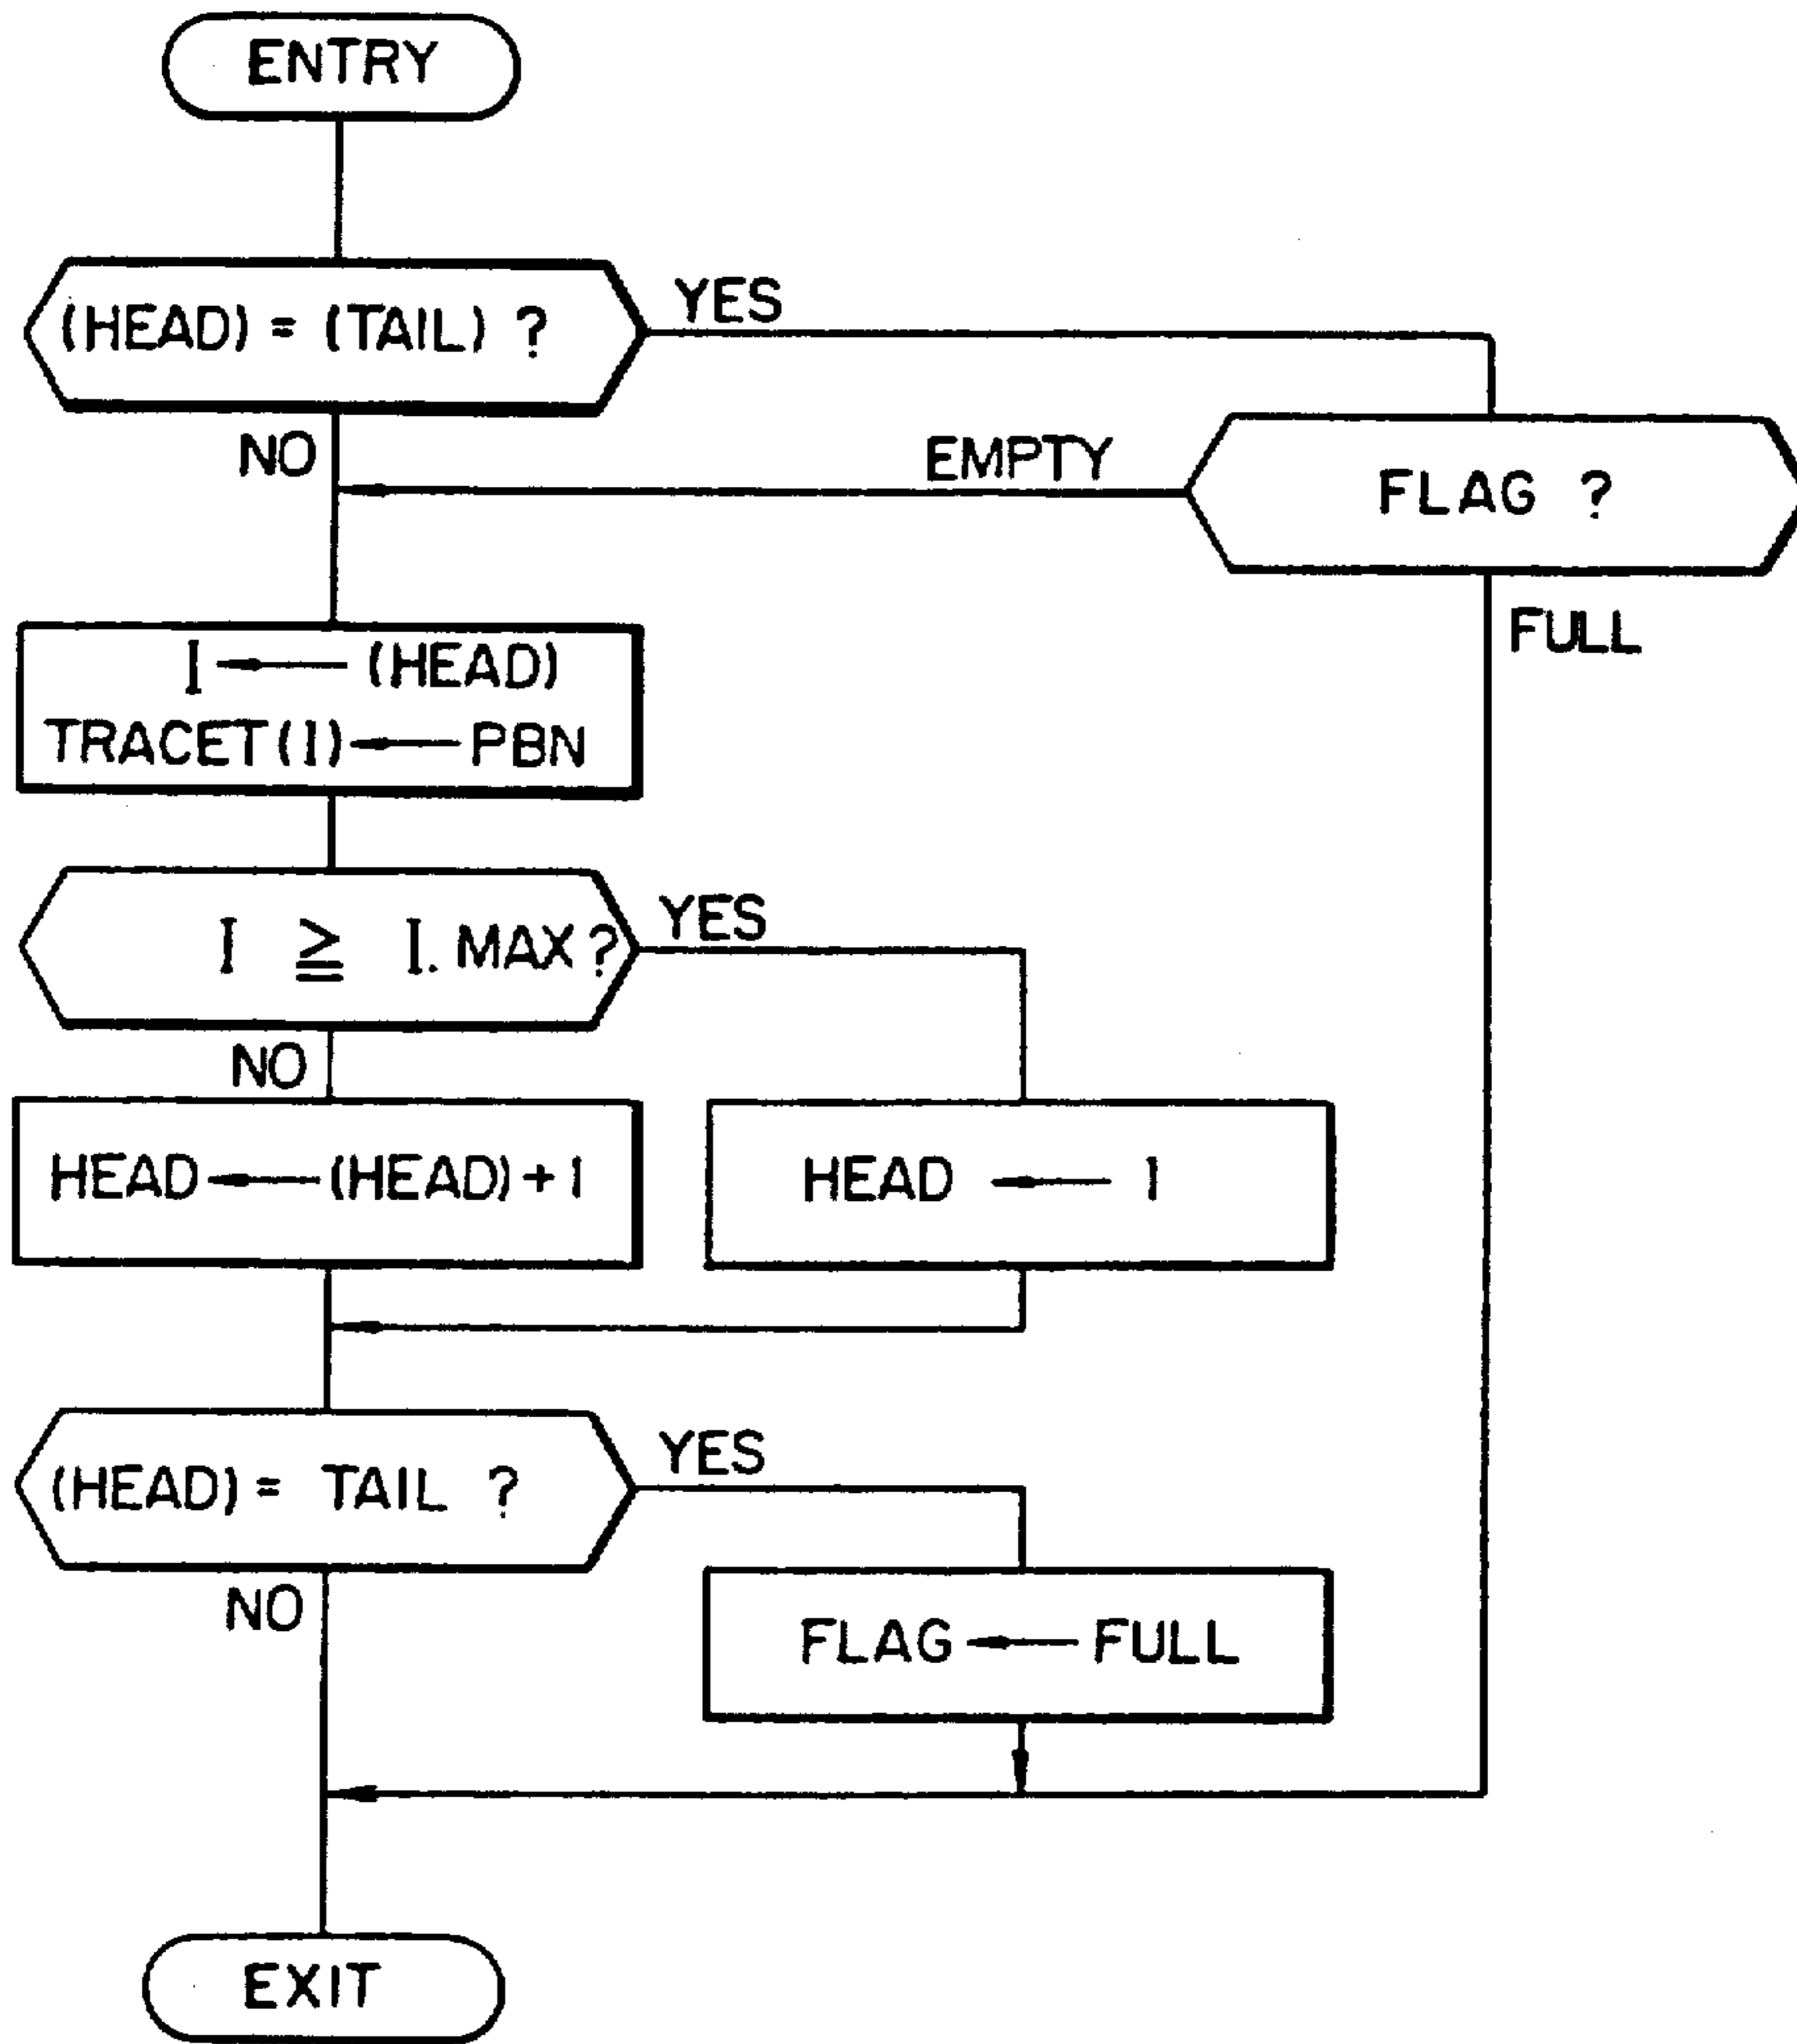 ENTRY
(HEAD) = (TAIL) ?
YES
NO
EMPTY
FLAG ?
FULL
I ← (HEAD)
TRACET(I) ← PBN
I ≧ I. MAX ?
YES
NO
HEAD ← (HEAD) + 1
HEAD ← 1
(HEAD) = TAIL ?
YES
NO
FLAG ← FULL
EXIT